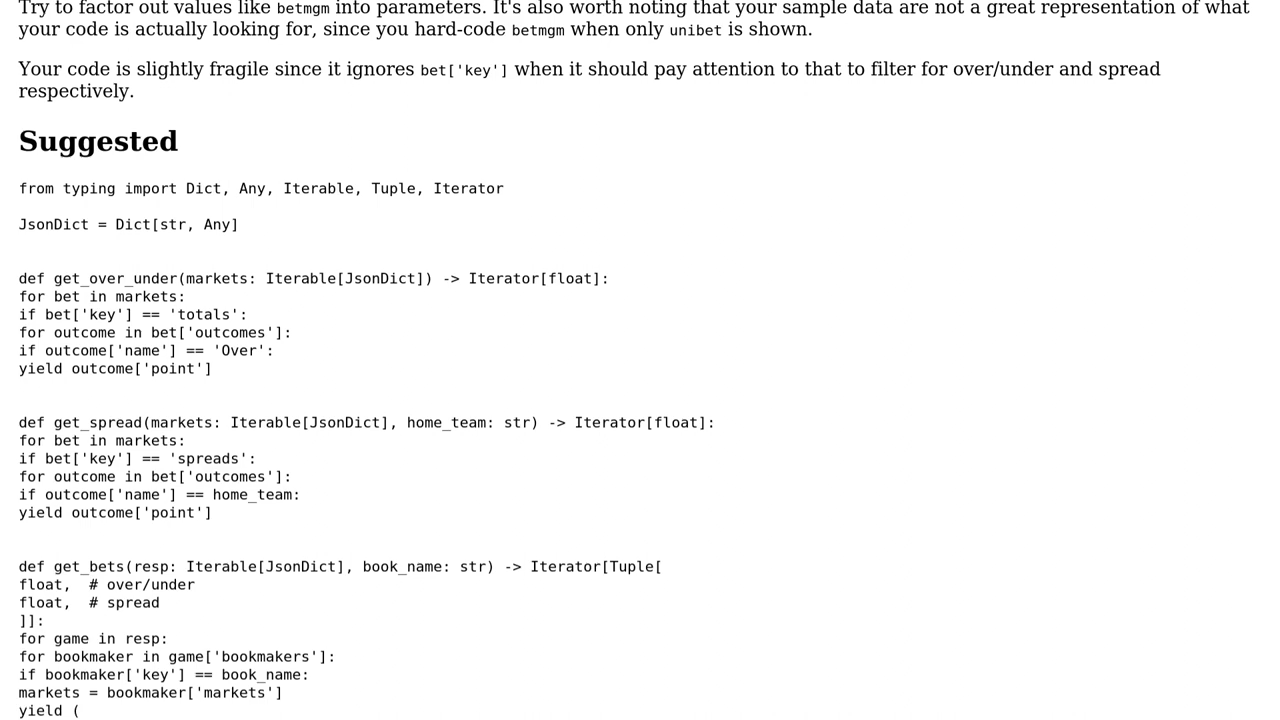 Try to factor out values like betmgm into parameters. It's also worth noting that your sample data are not a great representation of what
your code is actually looking for, since you hard-code betmgm when only unibet is shown.
Your code is slightly fragile since it ignores bet['key'] when it should pay attention to that to filter for over/under and spread
respectively.
Suggested
from typing import Dict, Any, Iterable, Tuple, Iterator
JsonDict = Dict[str, Any]
def get_over_under(markets: Iterable[JsonDict]) -> Iterator[float]:
for bet in markets:
if bet['key'] == 'totals':
for outcome in bet['outcomes']:
if outcome['name'] == 'Over':
yield outcome['point']
def get_spread(markets: Iterable[JsonDict], home_team: str) -> Iterator[float]:
for bet in markets:
if bet['key'] == 'spreads':
for outcome in bet['outcomes']:
if outcome['name'] == home_team:
yield outcome['point']
def get_bets(resp: Iterable[JsonDict], book_name: str) -> Iterator[Tuple[
float,  # over/under
float,  # spread
]]:
for game in resp:
for bookmaker in game['bookmakers']:
if bookmaker['key'] == book_name:
markets = bookmaker['markets']
yield (